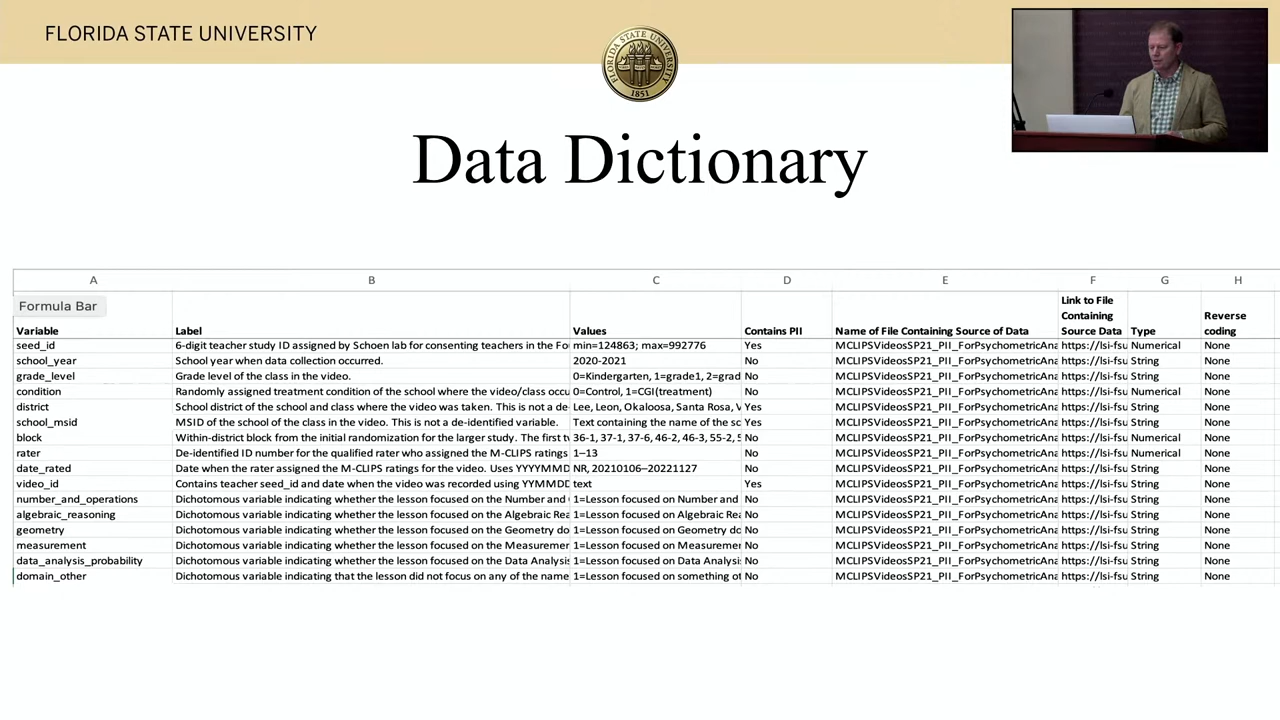 FLORIDA STATE UNIVERSITY
FLORIDA STATE UNIVERSITY
1851
Data Dictionary
A B C D E F G H
Formula Bar
Variable Label Values Contains PII Name of File Containing Source of Data Link to File Containing Source Data Type Reverse coding
seed_id 6-digit teacher study ID assigned by Schoen lab for consenting teachers in the Fo min=124863; max=992776 Yes MCLIPSVideosSP21_PII_ForPsychometricAna https://lsi-fsu Numerical None
school_year School year when data collection occurred. 2020-2021 No MCLIPSVideosSP21_PII_ForPsychometricAna https://lsi-fsu String None
grade_level Grade level of the class in the video. 0=Kindergarten, 1=grade1, 2=grad No MCLIPSVideosSP21_PII_ForPsychometricAna https://lsi-fsu String None
condition Randomly assigned treatment condition of the school where the video/class occu 0=Control, 1=CGI(treatment) No MCLIPSVideosSP21_PII_ForPsychometricAna https://lsi-fsu Numerical None
district School district of the school and class where the video was taken. This is not a de- Lee, Leon, Okaloosa, Santa Rosa, V Yes MCLIPSVideosSP21_PII_ForPsychometricAna https://lsi-fsu String None
school_msid MSID of the school of the class in the video. This is not a de-identified variable. Text containing the name of the sc Yes MCLIPSVideosSP21_PII_ForPsychometricAna https://lsi-fsu String None
block Within-district block from the initial randomization for the larger study. The first tw 36-1, 37-1, 37-6, 46-2, 46-3, 55-2, 5 No MCLIPSVideosSP21_PII_ForPsychometricAna https://lsi-fsu Numerical None
rater De-identified ID number for the qualified rater who assigned the M-CLIPS ratings 1–13 No MCLIPSVideosSP21_PII_ForPsychometricAna https://lsi-fsu Numerical None
date_rated Date when the rater assigned the M-CLIPS ratings for the video. Uses YYYYMMD NR, 20210106–20221127 No MCLIPSVideosSP21_PII_ForPsychometricAna https://lsi-fsu String None
video_id Contains teacher seed_id and date when the video was recorded using YYMMDD text Yes MCLIPSVideosSP21_PII_ForPsychometricAna https://lsi-fsu String None
number_and_operations Dichotomous variable indicating whether the lesson focused on the Number and 1=Lesson focused on Number and No MCLIPSVideosSP21_PII_ForPsychometricAna https://lsi-fsu String None
algebraic_reasoning Dichotomous variable indicating whether the lesson focused on the Algebraic Rea 1=Lesson focused on Algebraic Rea No MCLIPSVideosSP21_PII_ForPsychometricAna https://lsi-fsu String None
geometry Dichotomous variable indicating whether the lesson focused on the Geometry do 1=Lesson focused on Geometry do No MCLIPSVideosSP21_PII_ForPsychometricAna https://lsi-fsu String None
measurement Dichotomous variable indicating whether the lesson focused on the Measuremer 1=Lesson focused on Measuremer No MCLIPSVideosSP21_PII_ForPsychometricAna https://lsi-fsu String None
data_analysis_probability Dichotomous variable indicating whether the lesson focused on the Data Analysis 1=Lesson focused on Data Analysis No MCLIPSVideosSP21_PII_ForPsychometricAna https://lsi-fsu String None
domain_other Dichotomous variable indicating that the lesson did not focus on any of the name 1=Lesson focused on something ot No MCLIPSVideosSP21_PII_ForPsychometricAna https://lsi-fsu String None